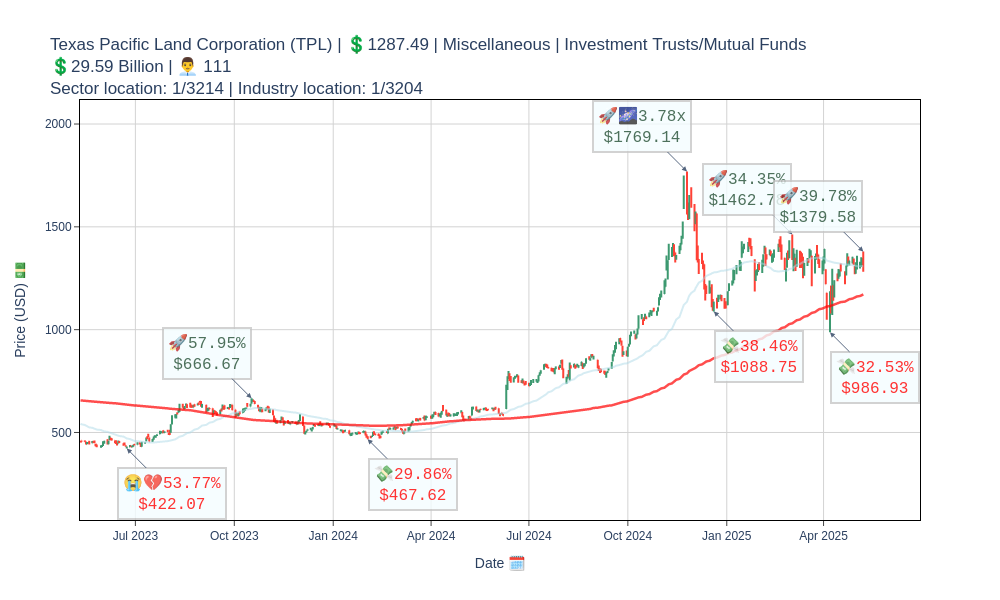 Texas Pacific Land Corporation (TPL) | 💲1287.49 | Miscellaneous | Investment Trusts/Mutual Funds
💲29.59 Billion | 👨‍💼 111
Sector location: 1/3214 | Industry location: 1/3204
2000
1500
1000
500
Price (USD) 💵
🚀🌌3.78x
$1769.14
🚀34.35%
$1462.7
🚀39.78%
$1379.58
🚀57.95%
$666.67
💸38.46%
$1088.75
💸32.53%
$986.93
😭💔53.77%
$422.07
💸29.86%
$467.62
Jul 2023
Oct 2023
Jan 2024
Apr 2024
Jul 2024
Oct 2024
Jan 2025
Apr 2025
Date 🗓️